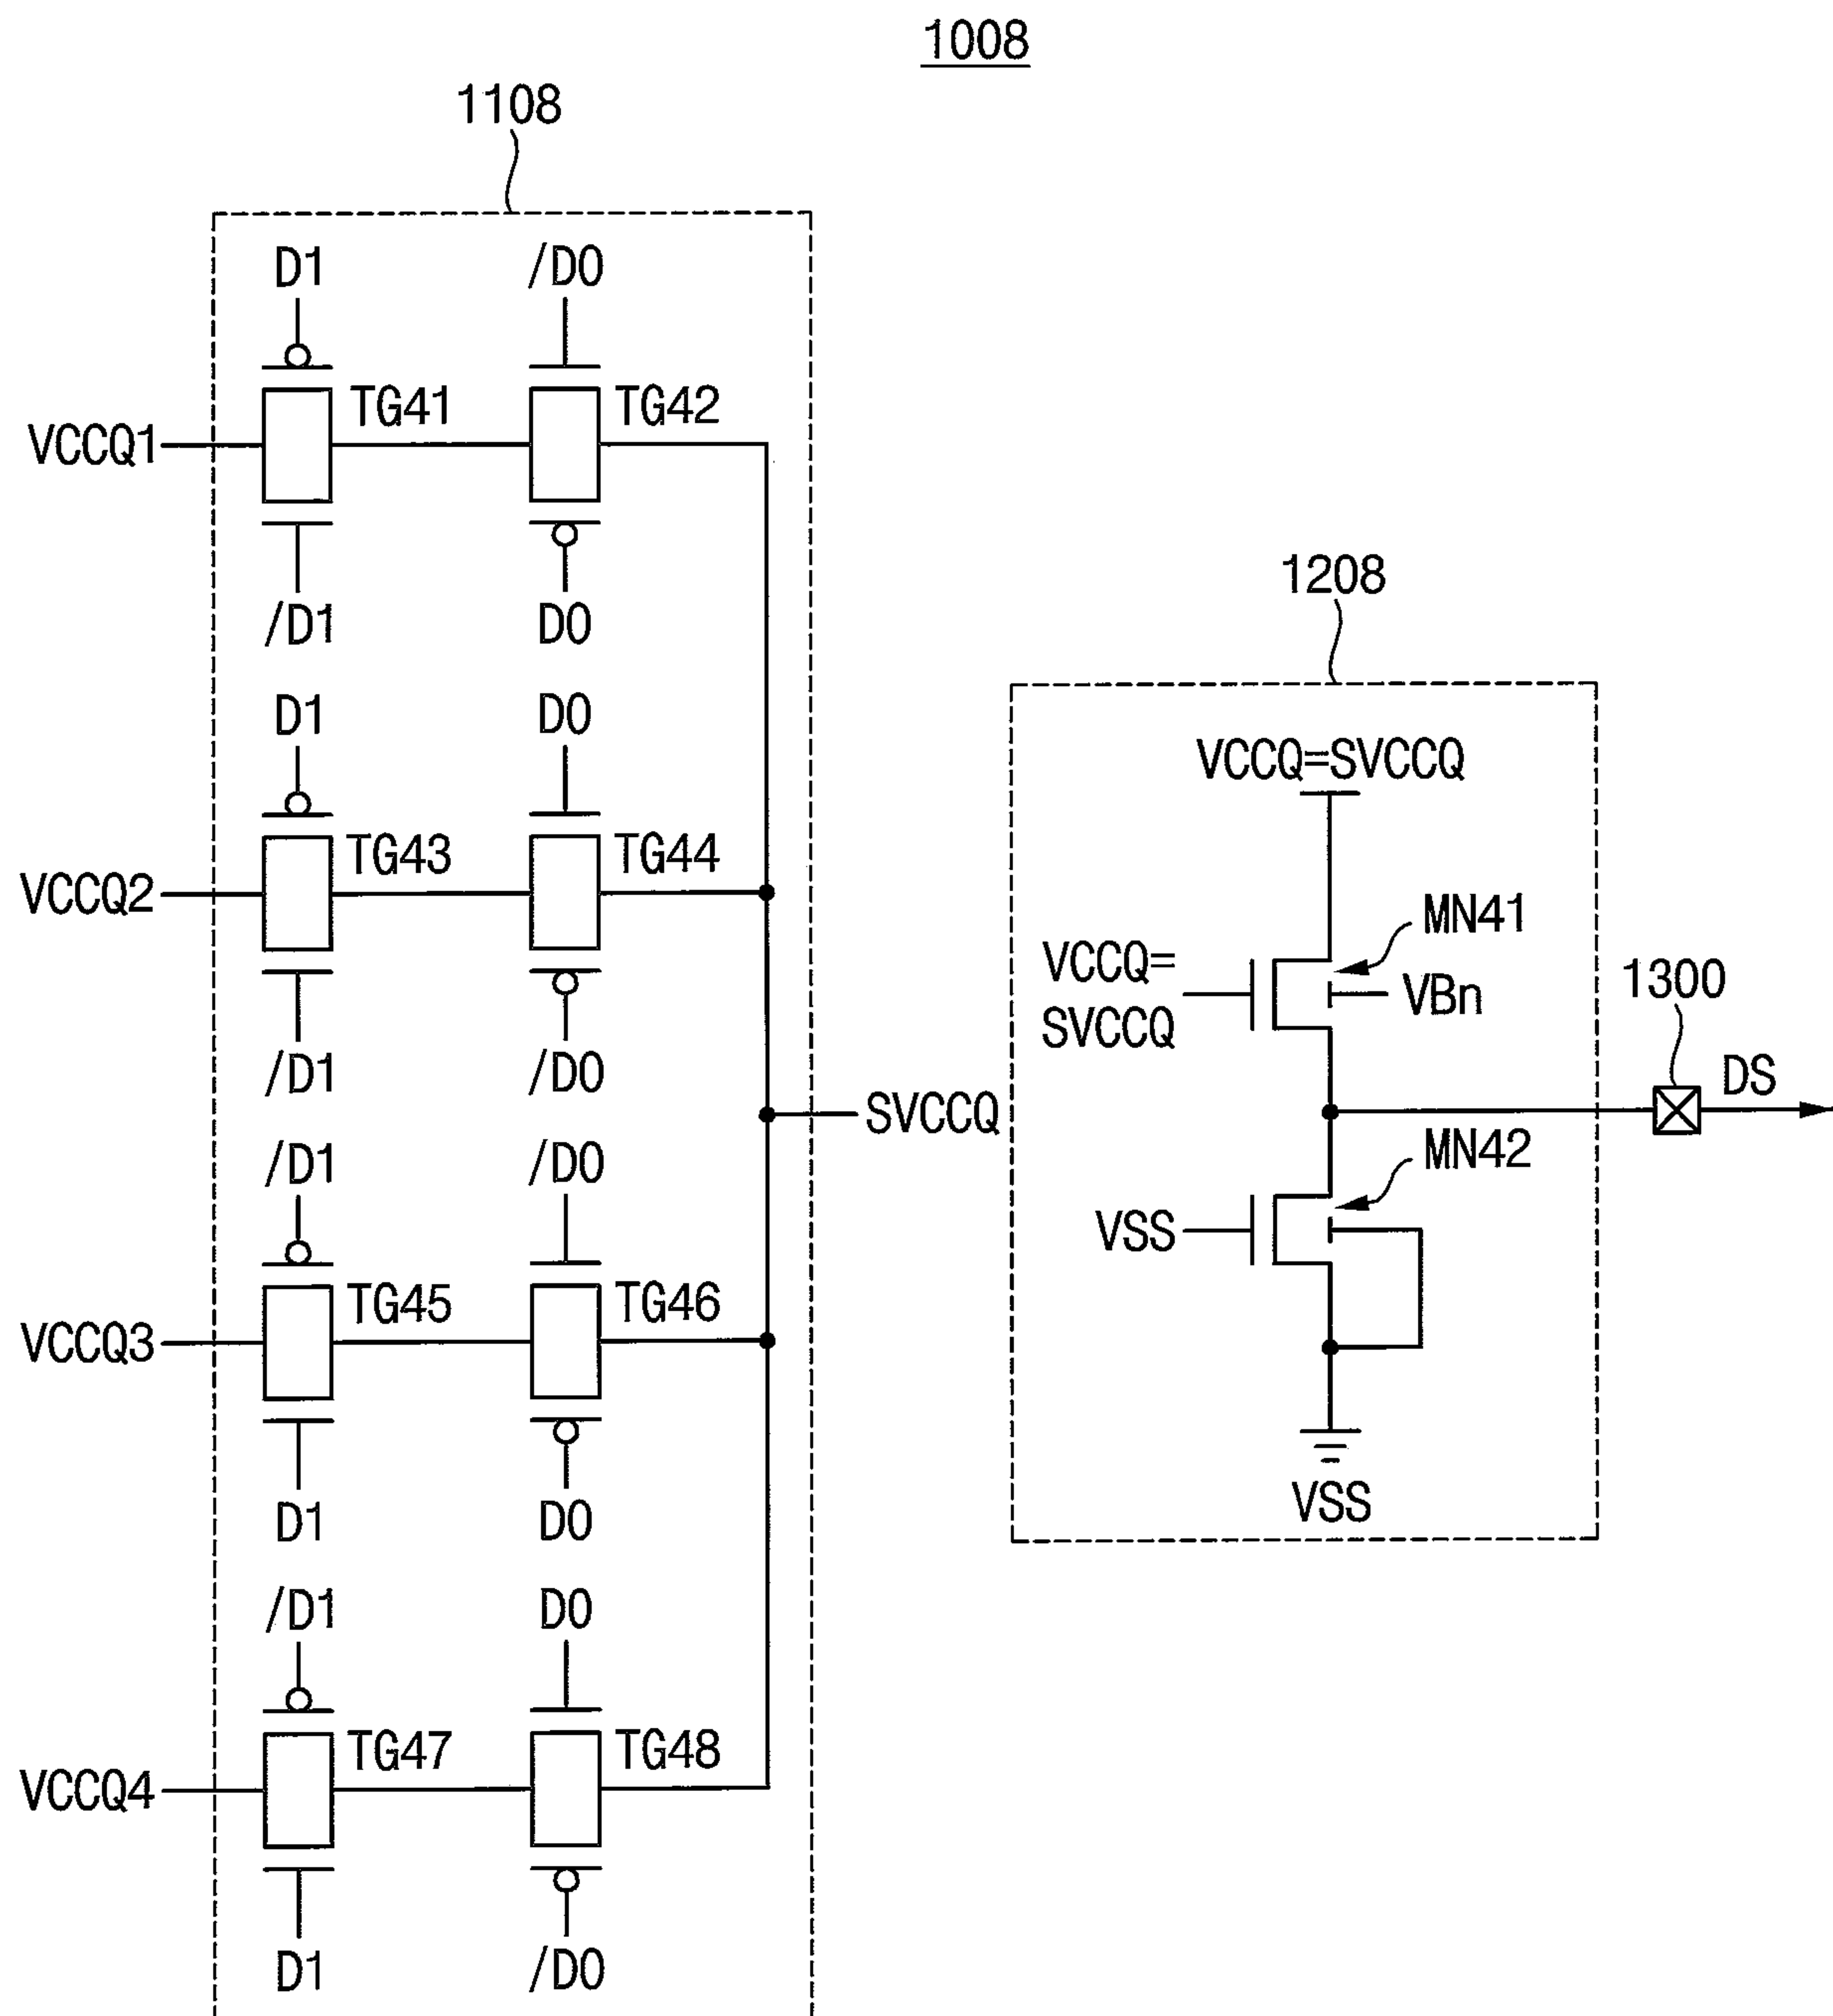 1008
1108
D1 /D0
VCCQ1 TG41 TG42
/D1 D0
D1 D0
VCCQ2 TG43 TG44
/D1 /D0
/D1 /D0
VCCQ3 TG45 TG46
D1 D0
/D1 D0
VCCQ4 TG47 TG48
D1 /D0
SVCCQ
1208
VCCQ=SVCCQ
MN41
VCCQ=
SVCCQ
VBn
MN42
VSS
VSS
1300
DS